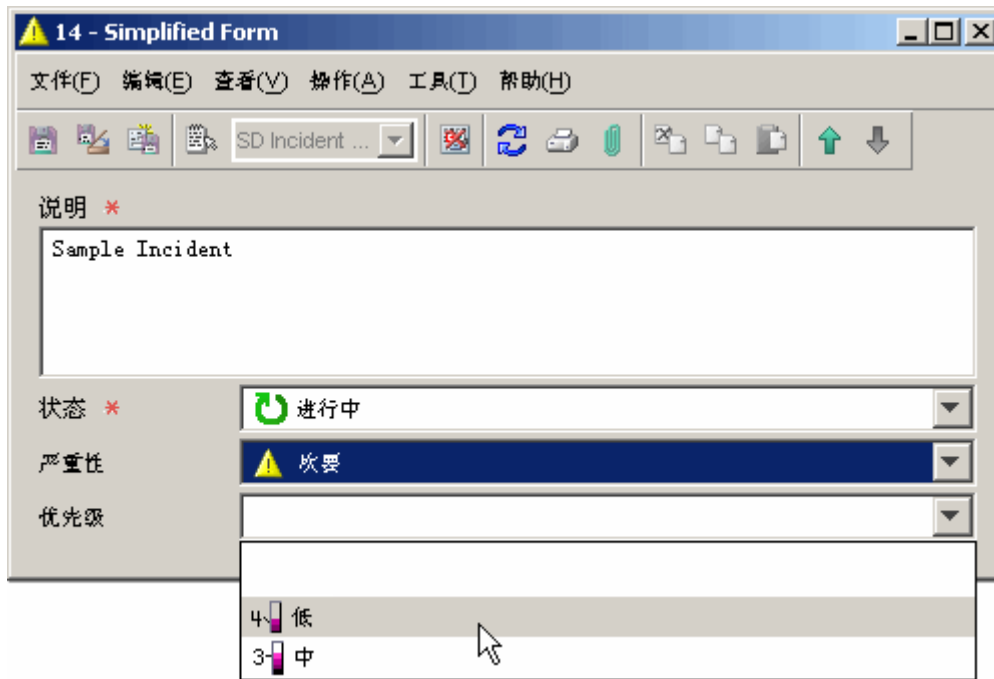 14 - Simplified Form
文件(F) 编辑(E) 查看(V) 操作(A) 工具(T) 帮助(H)
SD Incident ...
说明 *
Sample Incident
状态 * 进行中
严重性 次要
优先级
4 低
3 中